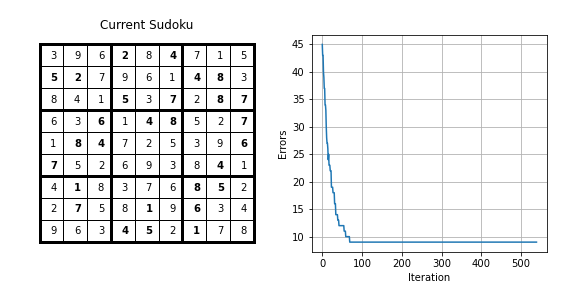 Current Sudoku
3 9 6 2 8 4 7 1 5
5 2 7 9 6 1 4 8 3
8 4 1 5 3 7 2 8 7
6 3 6 1 4 8 5 2 7
1 8 4 7 2 5 3 9 6
7 5 2 6 9 3 8 4 1
4 1 8 3 7 6 8 5 2
2 7 5 8 1 9 6 3 4
9 6 3 4 5 2 1 7 8
Errors
45
40
35
30
25
20
15
10
0 100 200 300 400 500
Iteration